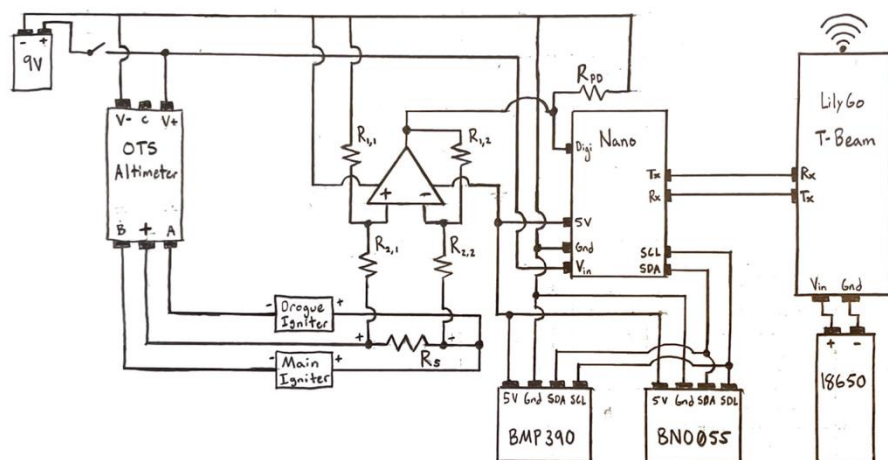 - +
9V
V- C V+
OTS
Altimeter
B + A
R1,1
R1,2
+ -
R2,1
R2,2
RPD
Nano
Digi
Tx
Rx
5V
Gnd
Vin
SCL
SDA
LilyGo
T-Beam
Rx
Tx
Vin Gnd
+ -
18650
- Drogue +
Igniter
+ RS -
- Main +
Igniter
5V Gnd SDA SCL
BMP390
5V Gnd SDA SDL
BNO055